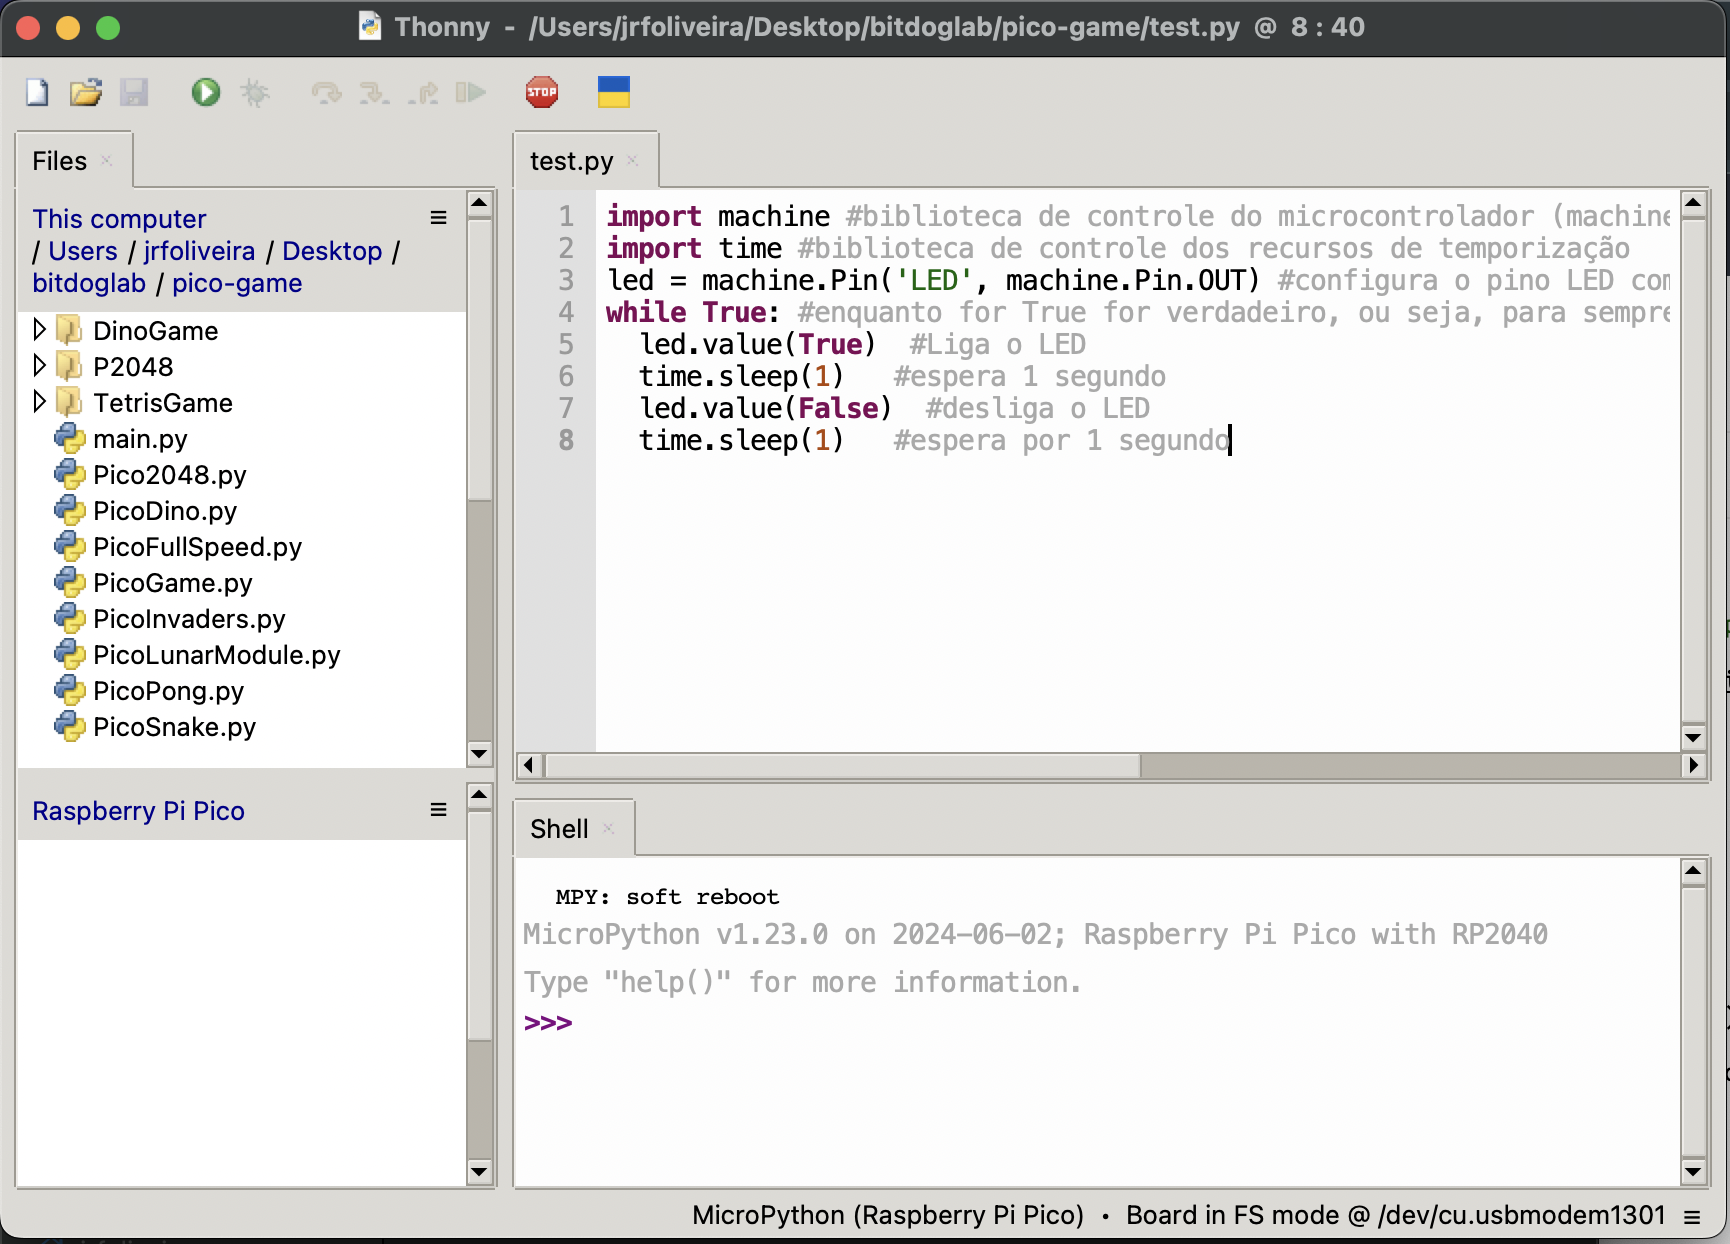 Thonny - /Users/jrfoliveira/Desktop/bitdoglab/pico-game/test.py @ 8 : 40
STOP
Files
This computer
/ Users / jrfoliveira / Desktop /
bitdoglab / pico-game
DinoGame
P2048
TetrisGame
main.py
Pico2048.py
PicoDino.py
PicoFullSpeed.py
PicoGame.py
PicoInvaders.py
PicoLunarModule.py
PicoPong.py
PicoSnake.py
Raspberry Pi Pico
test.py
1 import machine #biblioteca de controle do microcontrolador (machine
2 import time #biblioteca de controle dos recursos de temporização
3 led = machine.Pin('LED', machine.Pin.OUT) #configura o pino LED com
4 while True: #enquanto for True for verdadeiro, ou seja, para sempre
5   led.value(True)  #Liga o LED
6   time.sleep(1)   #espera 1 segundo
7   led.value(False)  #desliga o LED
8   time.sleep(1)   #espera por 1 segundo
Shell
MPY: soft reboot
MicroPython v1.23.0 on 2024-06-02; Raspberry Pi Pico with RP2040
Type "help()" for more information.
>>>
MicroPython (Raspberry Pi Pico) • Board in FS mode @ /dev/cu.usbmodem1301